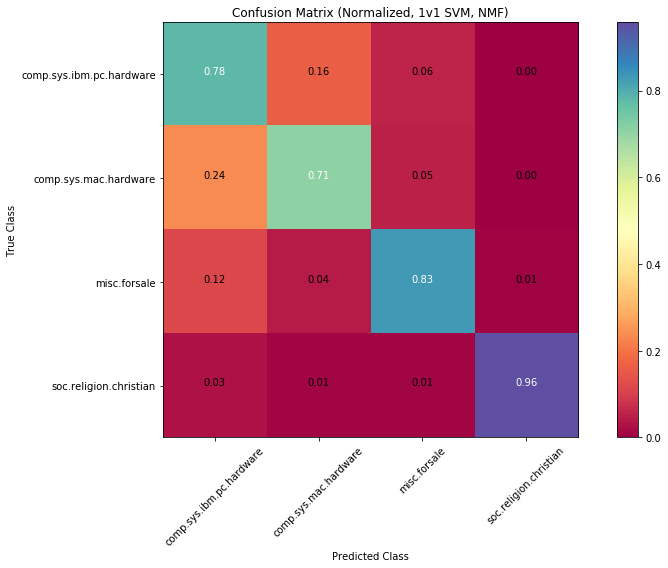 Confusion Matrix (Normalized, 1v1 SVM, NMF)
True Class
comp.sys.ibm.pc.hardware
0.78 0.16 0.06 0.00
comp.sys.mac.hardware
0.24 0.71 0.05 0.00
misc.forsale
0.12 0.04 0.83 0.01
soc.religion.christian
0.03 0.01 0.01 0.96
comp.sys.ibm.pc.hardware
comp.sys.mac.hardware
misc.forsale
soc.religion.christian
Predicted Class
0.8
0.6
0.4
0.2
0.0